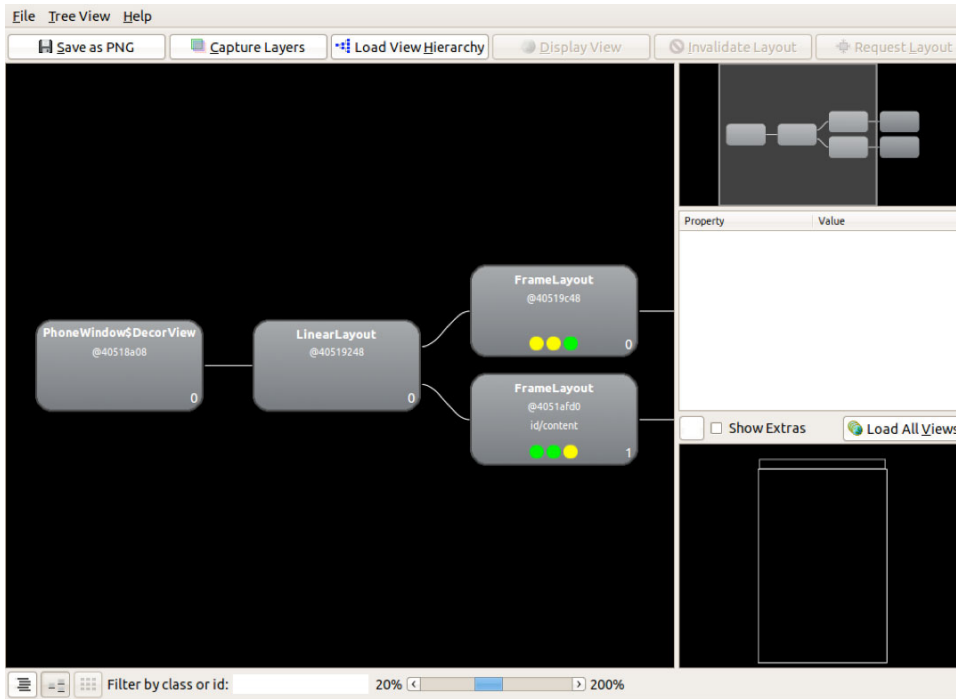 File Tree View Help
Save as PNG Capture Layers Load View Hierarchy Display View Invalidate Layout Request Layout
Property Value
FrameLayout
@40519c48
0
PhoneWindow$DecorView
@40518a08
0
LinearLayout
@40519248
0
FrameLayout
@4051afd0
id/content
1
Show Extras Load All Views
Filter by class or id: 20% 200%